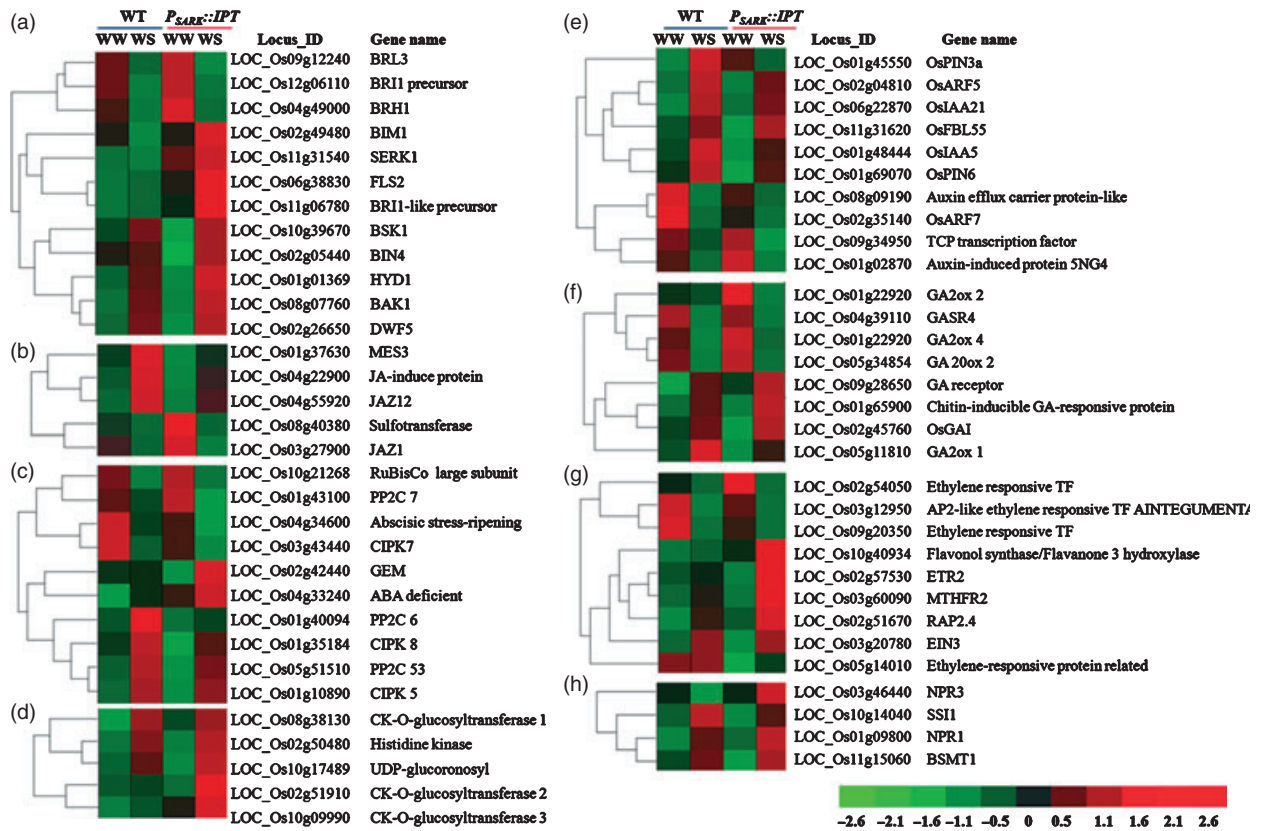 (a)
WT P_SARK::IPT
WW WS WW WS Locus_ID Gene name
LOC_Os09g12240 BRL3
LOC_Os12g06110 BRI1 precursor
LOC_Os04g49000 BRH1
LOC_Os02g49480 BIM1
LOC_Os11g31540 SERK1
LOC_Os06g38830 FLS2
LOC_Os11g06780 BRI1-like precursor
LOC_Os10g39670 BSK1
LOC_Os02g05440 BIN4
LOC_Os01g01369 HYD1
LOC_Os08g07760 BAK1
LOC_Os02g26650 DWF5
(b)
LOC_Os01g37630 MES3
LOC_Os04g22900 JA-induce protein
LOC_Os04g55920 JAZ12
LOC_Os08g40380 Sulfotransferase
LOC_Os03g27900 JAZ1
(c)
LOC_Os10g21268 RuBisCo large subunit
LOC_Os01g43100 PP2C 7
LOC_Os04g34600 Abscisic stress-ripening
LOC_Os03g43440 CIPK7
LOC_Os02g42440 GEM
LOC_Os04g33240 ABA deficient
LOC_Os01g40094 PP2C 6
LOC_Os01g35184 CIPK 8
LOC_Os05g51510 PP2C 53
LOC_Os01g10890 CIPK 5
(d)
LOC_Os08g38130 CK-O-glucosyltransferase 1
LOC_Os02g50480 Histidine kinase
LOC_Os10g17489 UDP-glucoronosyl
LOC_Os02g51910 CK-O-glucosyltransferase 2
LOC_Os10g09990 CK-O-glucosyltransferase 3
(e)
WT P_SARK::IPT
WW WS WW WS Locus_ID Gene name
LOC_Os01g45550 OsPIN3a
LOC_Os02g04810 OsARF5
LOC_Os06g22870 OsIAA21
LOC_Os11g31620 OsFBL55
LOC_Os01g48444 OsIAA5
LOC_Os01g69070 OsPIN6
LOC_Os08g09190 Auxin efflux carrier protein-like
LOC_Os02g35140 OsARF7
LOC_Os09g34950 TCP transcription factor
LOC_Os01g02870 Auxin-induced protein 5NG4
(f)
LOC_Os01g22920 GA2ox 2
LOC_Os04g39110 GASR4
LOC_Os01g22920 GA2ox 4
LOC_Os05g34854 GA 20ox 2
LOC_Os09g28650 GA receptor
LOC_Os01g65900 Chitin-inducible GA-responsive protein
LOC_Os02g45760 OsGAI
LOC_Os05g11810 GA2ox 1
(g)
LOC_Os02g54050 Ethylene responsive TF
LOC_Os03g12950 AP2-like ethylene responsive TF AINTEGUMENTA
LOC_Os09g20350 Ethylene responsive TF
LOC_Os10g40934 Flavonol synthase/Flavanone 3 hydroxylase
LOC_Os02g57530 ETR2
LOC_Os03g60090 MTHFR2
LOC_Os02g51670 RAP2.4
LOC_Os03g20780 EIN3
LOC_Os05g14010 Ethylene-responsive protein related
(h)
LOC_Os03g46440 NPR3
LOC_Os10g14040 SSI1
LOC_Os01g09800 NPR1
LOC_Os11g15060 BSMT1
–2.6 –2.1 –1.6 –1.1 –0.5 0 0.5 1.1 1.6 2.1 2.6